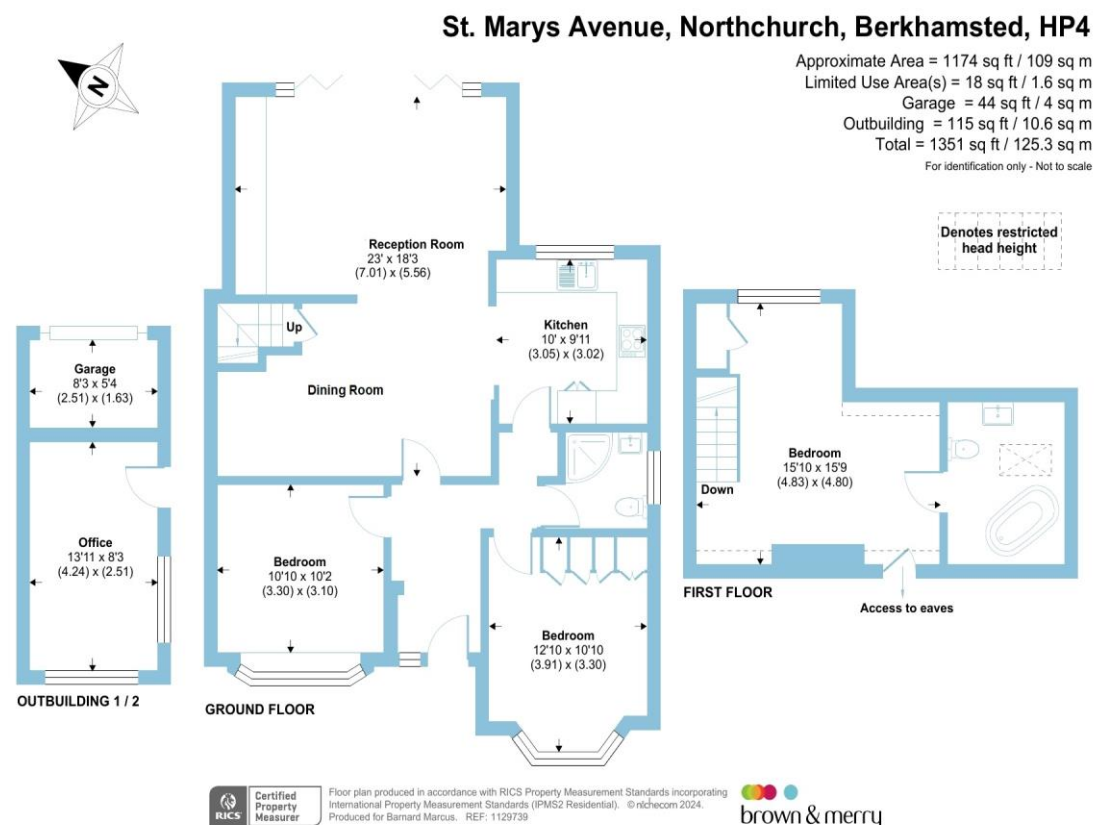 St. Marys Avenue, Northchurch, Berkhamsted, HP4
Approximate Area = 1174 sq ft / 109 sq m
Limited Use Area(s) = 18 sq ft / 1.6 sq m
Garage = 44 sq ft / 4 sq m
Outbuilding = 115 sq ft / 10.6 sq m
Total = 1351 sq ft / 125.3 sq m
For identification only - Not to scale
N
Denotes restricted
head height
Reception Room
23' x 18'3
(7.01) x (5.56)
Kitchen
10' x 9'11
(3.05) x (3.02)
Up
Dining Room
Garage
8'3 x 5'4
(2.51) x (1.63)
Office
13'11 x 8'3
(4.24) x (2.51)
OUTBUILDING 1 / 2
Bedroom
10'10 x 10'2
(3.30) x (3.10)
Bedroom
12'10 x 10'10
(3.91) x (3.30)
GROUND FLOOR
Bedroom
15'10 x 15'9
(4.83) x (4.80)
Down
FIRST FLOOR
Access to eaves
RICS
Certified
Property
Measurer
Floor plan produced in accordance with RICS Property Measurement Standards incorporating
International Property Measurement Standards (IPMS2 Residential). © nichecom 2024.
Produced for Barnard Marcus. REF: 1129739
brown & merry